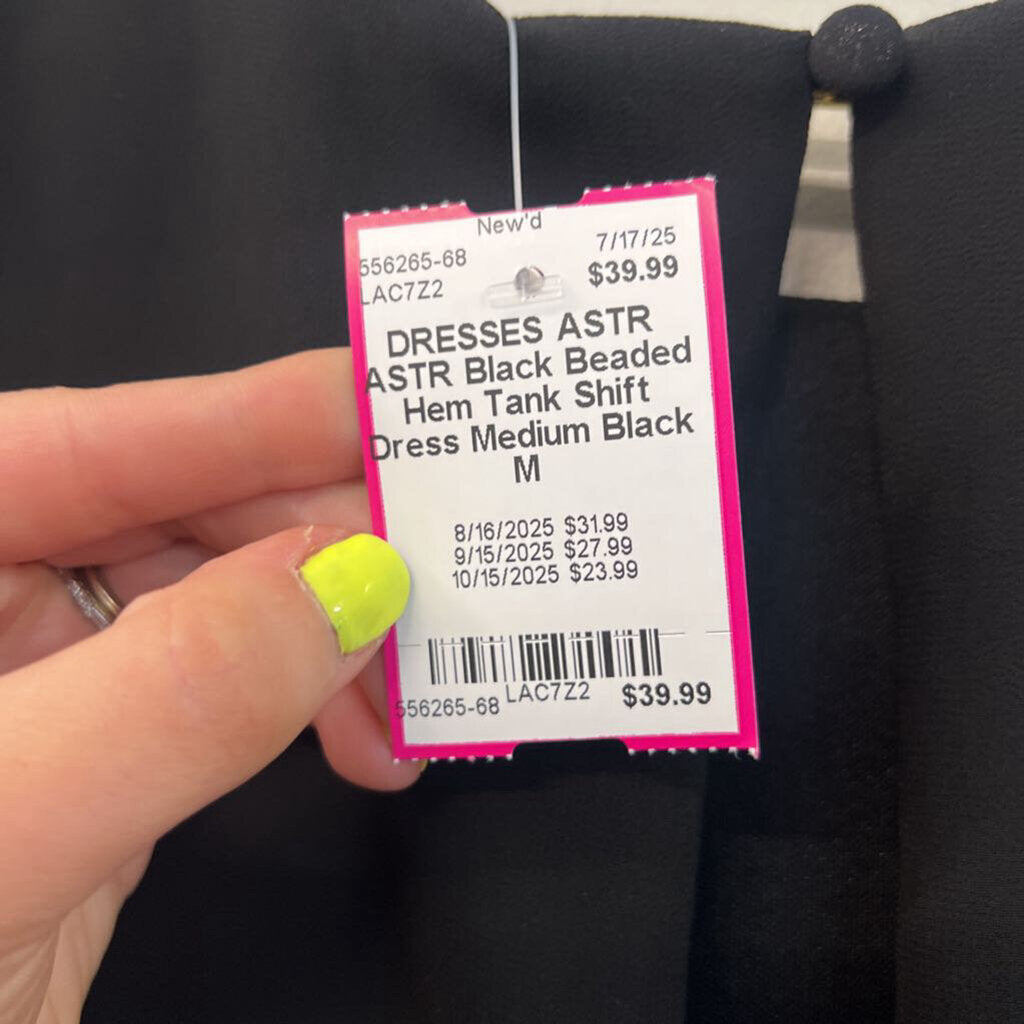 New'd
556265-68 7/17/25
LAC7Z2 $39.99
DRESSES ASTR
ASTR Black Beaded
Hem Tank Shift
Dress Medium Black
M
8/16/2025 $31.99
9/15/2025 $27.99
10/15/2025 $23.99
556265-68 LAC7Z2 $39.99